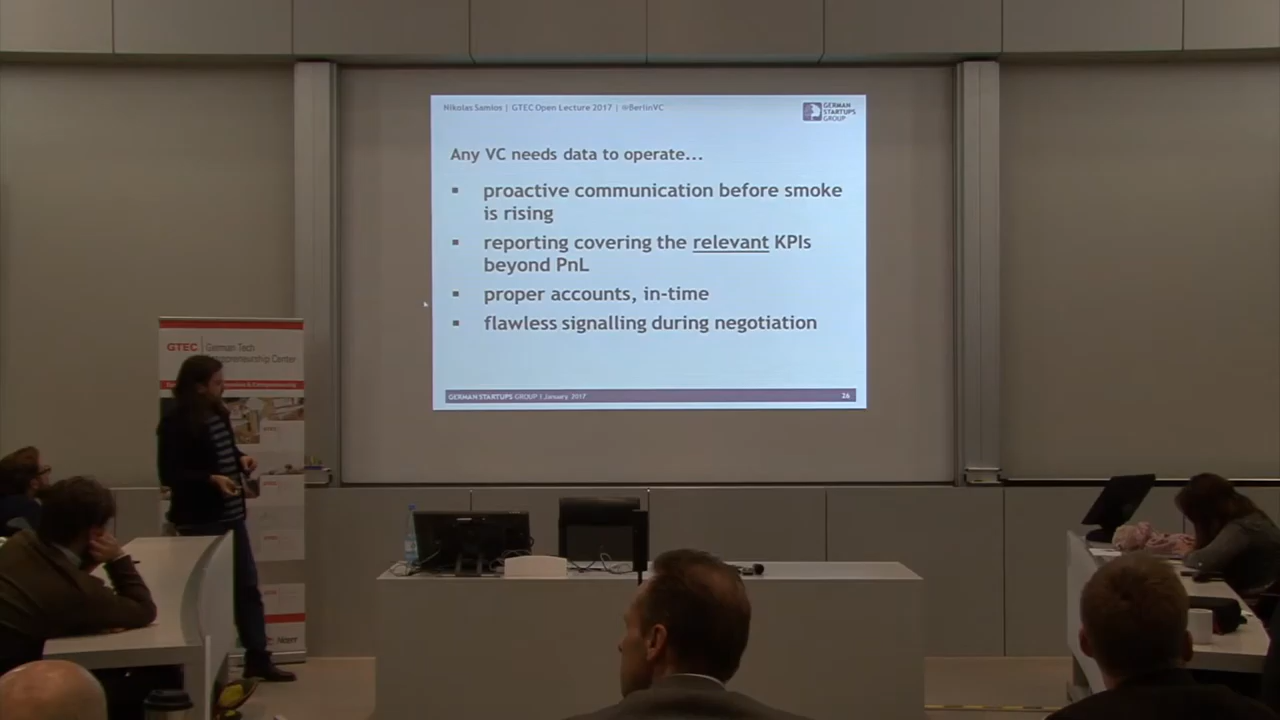 Nikolas Samios | GTEC Open Lecture 2017 | #BerlinVC
GERMAN
STARTUPS
GROUP
Any VC needs data to operate...
▪ proactive communication before smoke
is rising
▪ reporting covering the relevant KPIs
beyond PnL
▪ proper accounts, in-time
▪ flawless signalling during negotiation
GERMAN STARTUPS GROUP I January 2017
26
GTEC
German Tech
Entrepreneurship Center
& Entrepreneurship